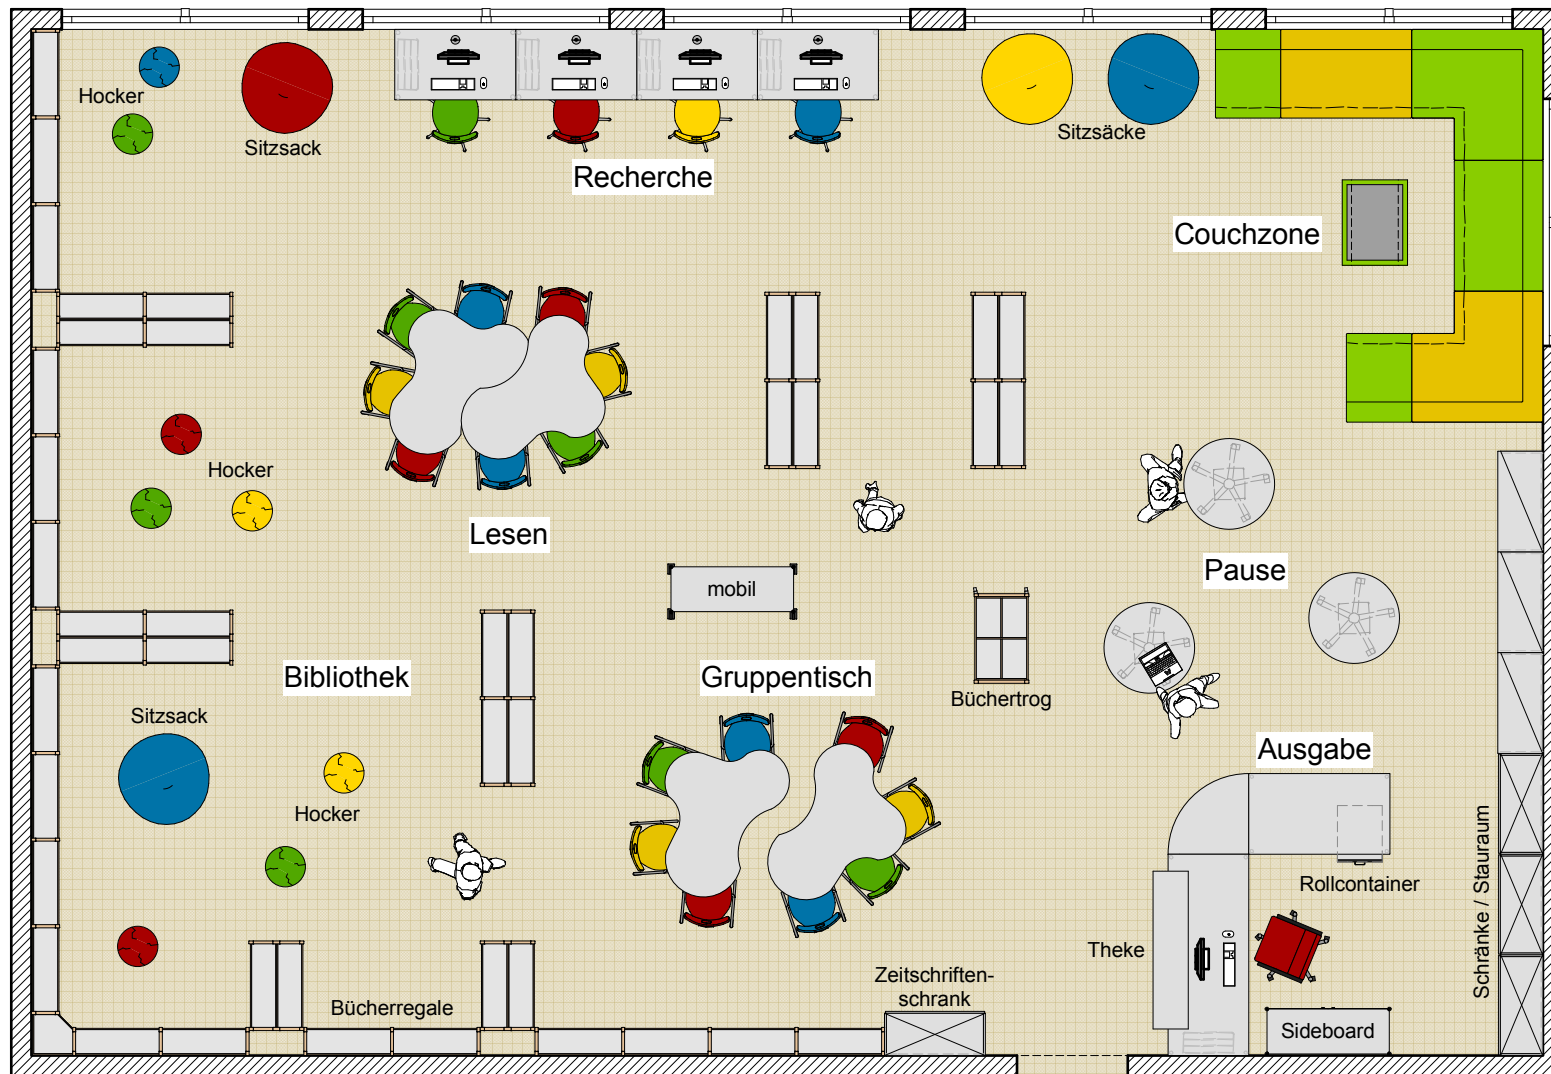 Hocker
Sitzsack
Recherche
Sitzsäcke
Couchzone
Hocker
Lesen
mobil
Pause
Bibliothek
Gruppentisch
Büchertrog
Sitzsack
Ausgabe
Hocker
Schränke / Stauraum
Rollcontainer
Theke
Zeitschriften-
schrank
Bücherregale
Sideboard